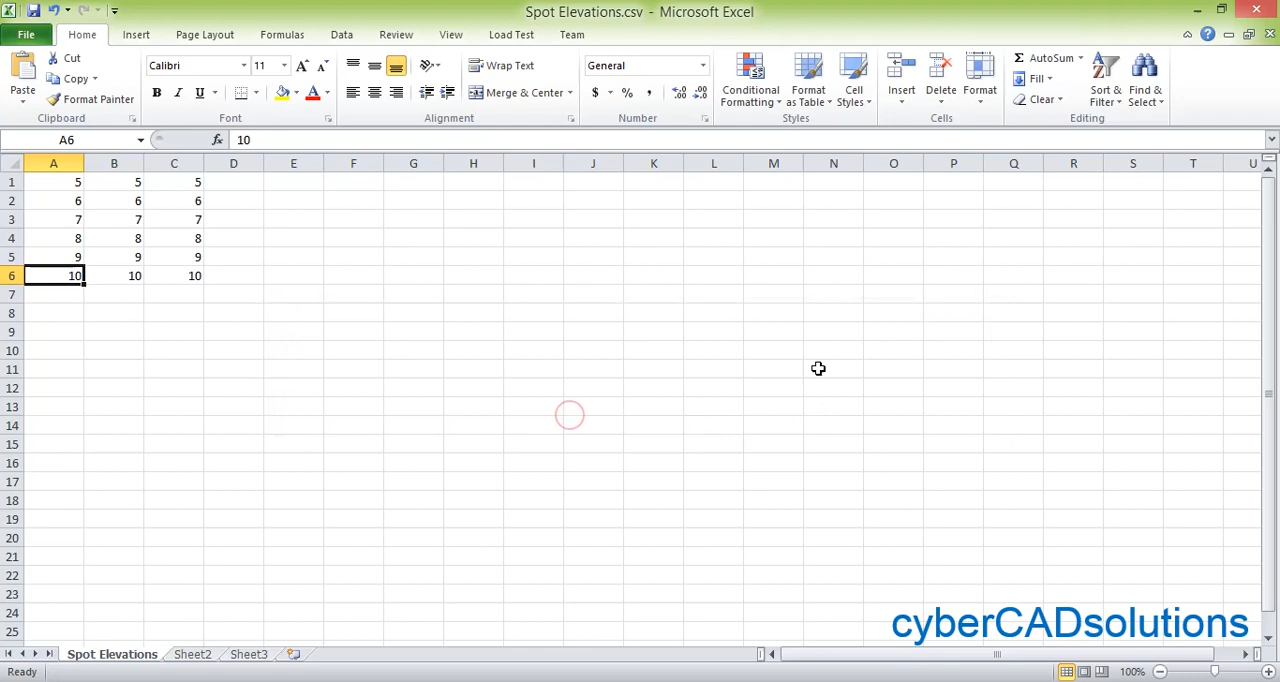 Spot Elevations.csv - Microsoft Excel
File Home Insert Page Layout Formulas Data Review View Load Test Team
Paste Cut Copy Format Painter Clipboard
Calibri 11 A A B I U A Font
Wrap Text Merge & Center Alignment
General $ % , .0 .00 .00 .0 Number
Conditional Formatting Format as Table Cell Styles Styles
Insert Delete Format Cells
Σ AutoSum Fill Clear Sort & Filter Find & Select Editing
A6 fx 10
A B C D E F G H I J K L M N O P Q R S T U
1 5 5 5
2 6 6 6
3 7 7 7
4 8 8 8
5 9 9 9
6 10 10 10
7
8
9
10
11
12
13
14
15
16
17
18
19
20
21
22
23
24
25
cyberCADsolutions
Spot Elevations Sheet2 Sheet3
Ready 100%